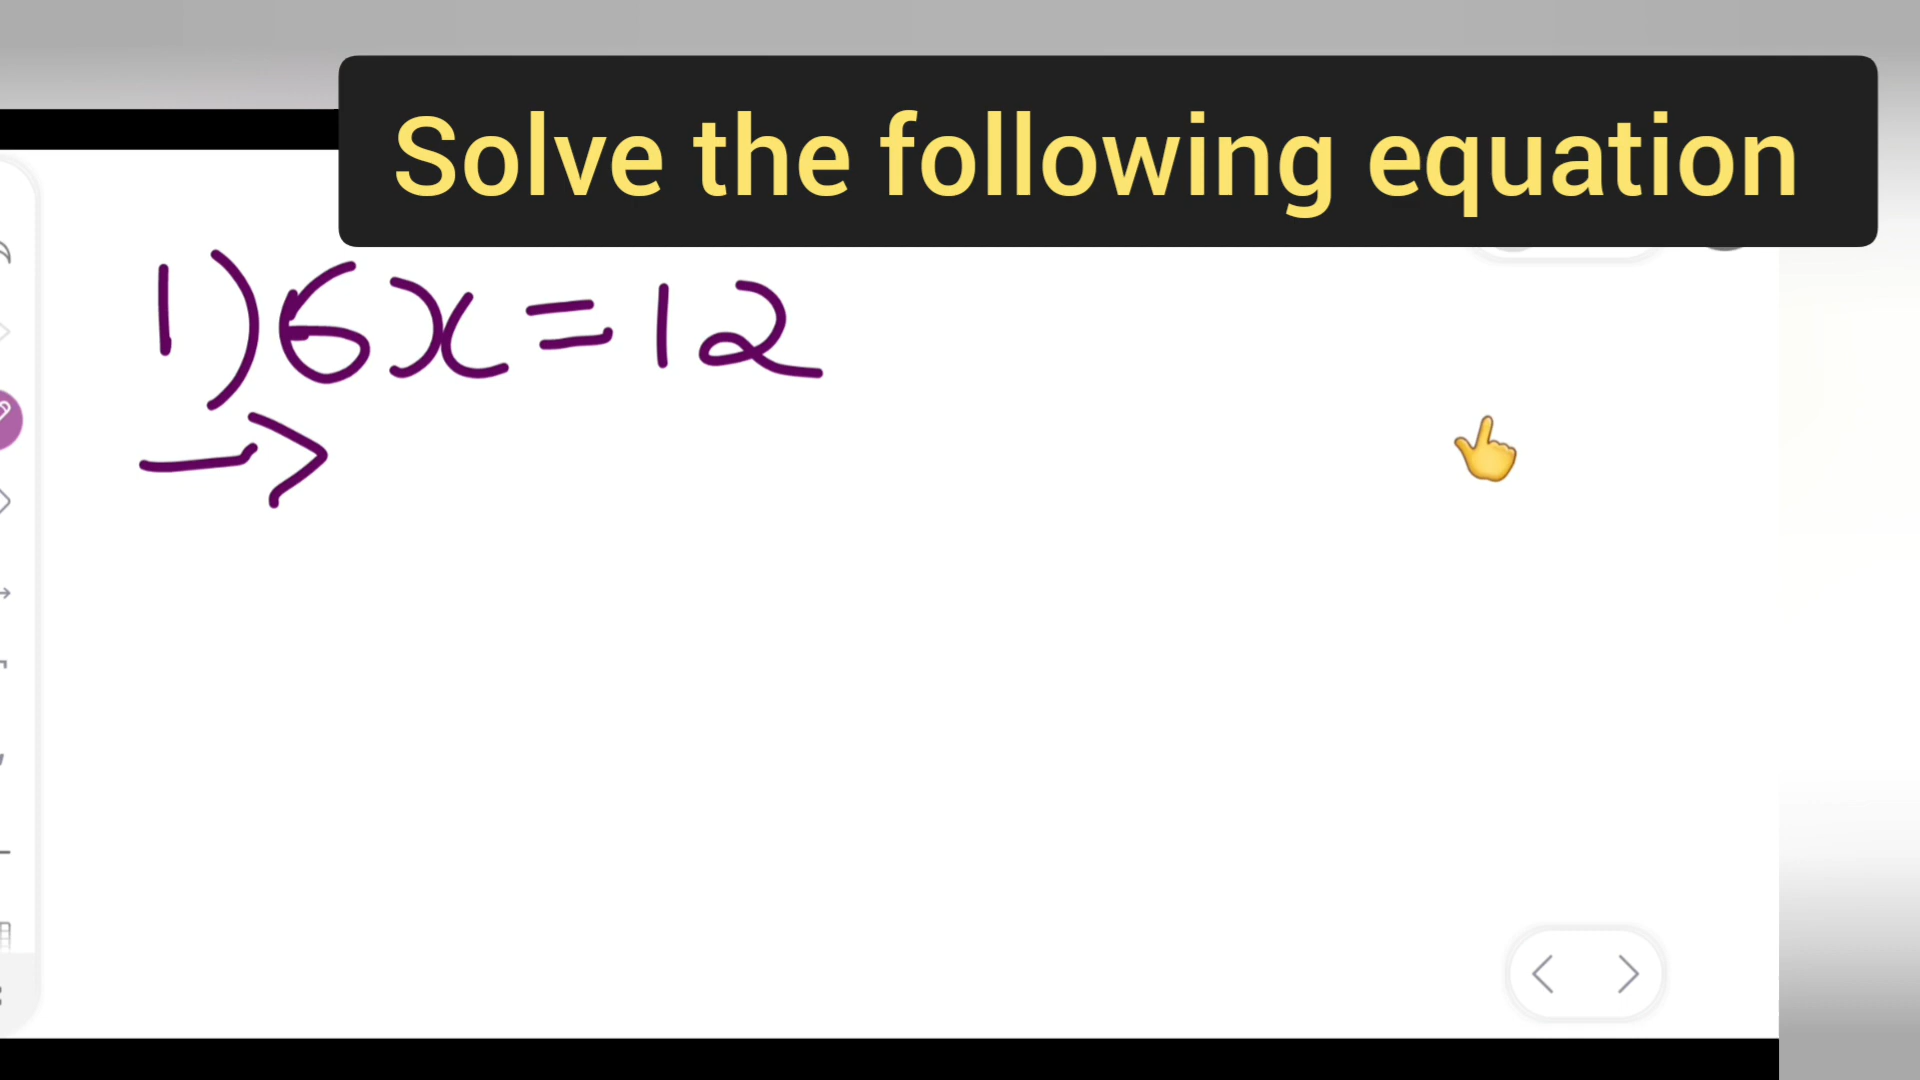 Solve the following equation
1) 6x = 12
→